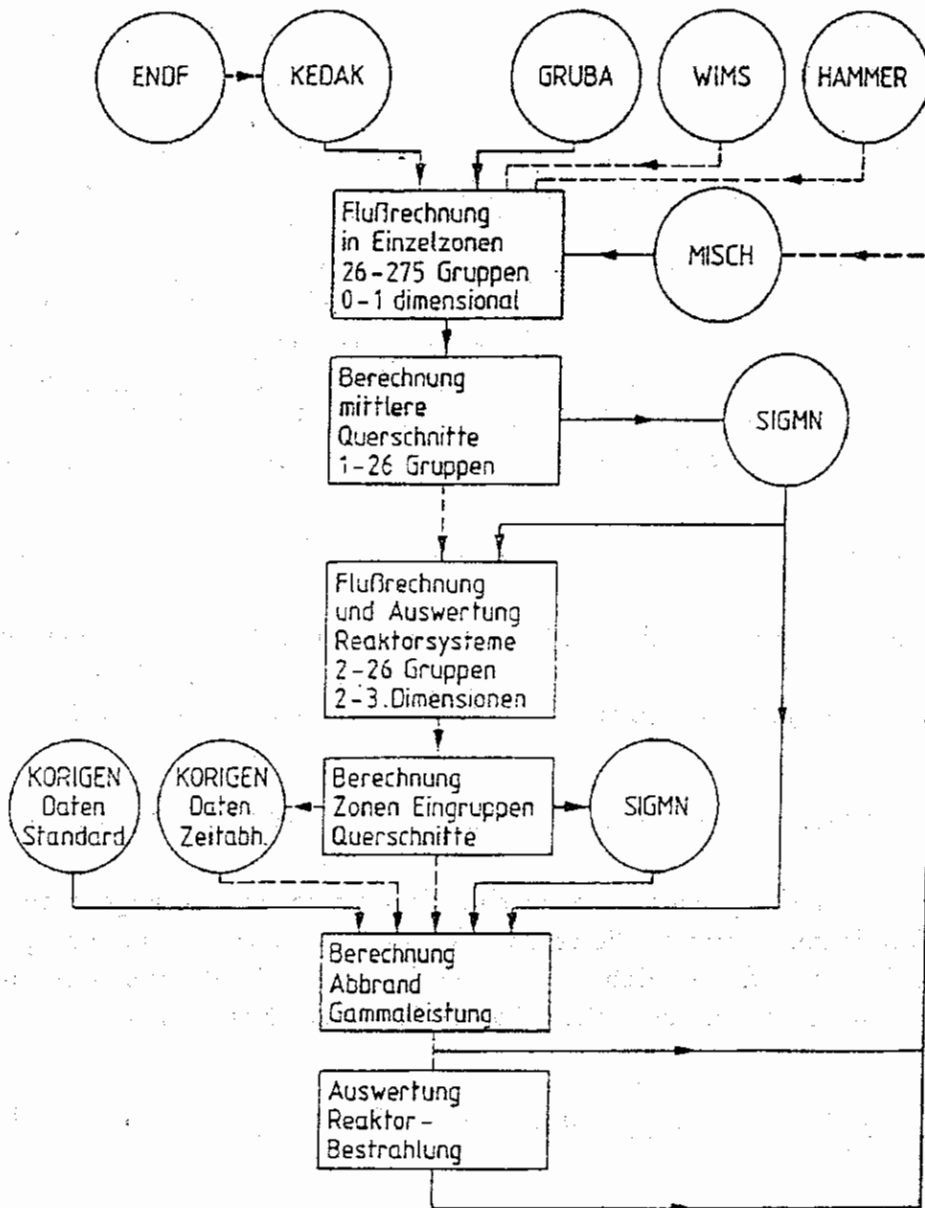 ENDF
KEDAK
GRUBA
WIMS
HAMMER
Flußrechnung
in Einzelzonen
26-275 Gruppen
0-1 dimensional
MISCH
Berechnung
mittlere
Querschnitte
1-26 Gruppen
SIGMN
Flußrechnung
und Auswertung
Reaktorsysteme
2-26 Gruppen
2-3.Dimensionen
KORIGEN
Daten
Standard
KORIGEN
Daten
Zeitabh.
Berechnung
Zonen Eingruppen
Querschnitte
SIGMN
Berechnung
Abbrand
Gammaleistung
Auswertung
Reaktor-
Bestrahlung